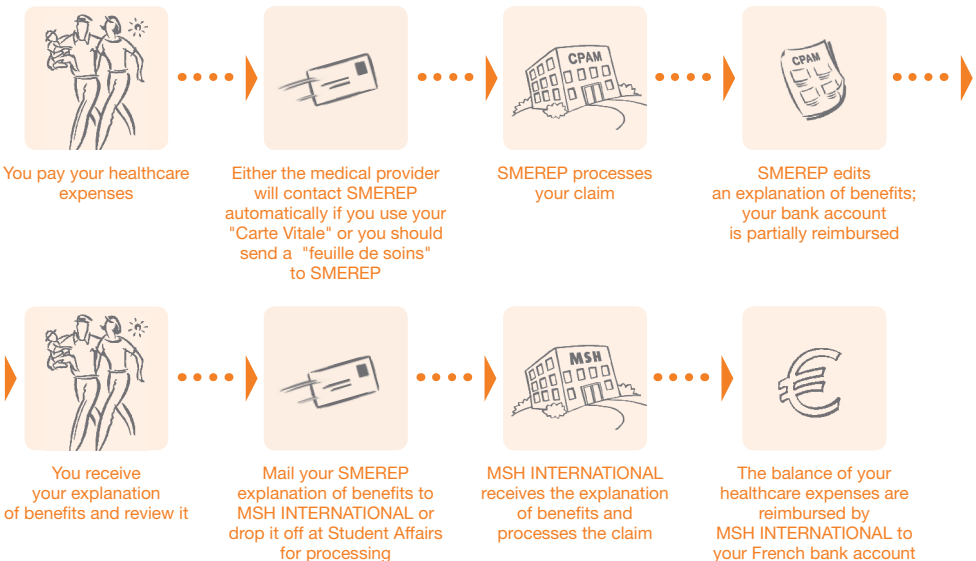 CPAM
CPAM
You pay your healthcare
expenses
Either the medical provider
will contact SMEREP
automatically if you use your
"Carte Vitale" or you should
send a "feuille de soins"
to SMEREP
SMEREP processes
your claim
SMEREP edits
an explanation of benefits;
your bank account
is partially reimbursed
MSH
€
You receive
your explanation
of benefits and review it
Mail your SMEREP
explanation of benefits to
MSH INTERNATIONAL or
drop it off at Student Affairs
for processing
MSH INTERNATIONAL
receives the explanation
of benefits and
processes the claim
The balance of your
healthcare expenses are
reimbursed by
MSH INTERNATIONAL to
your French bank account